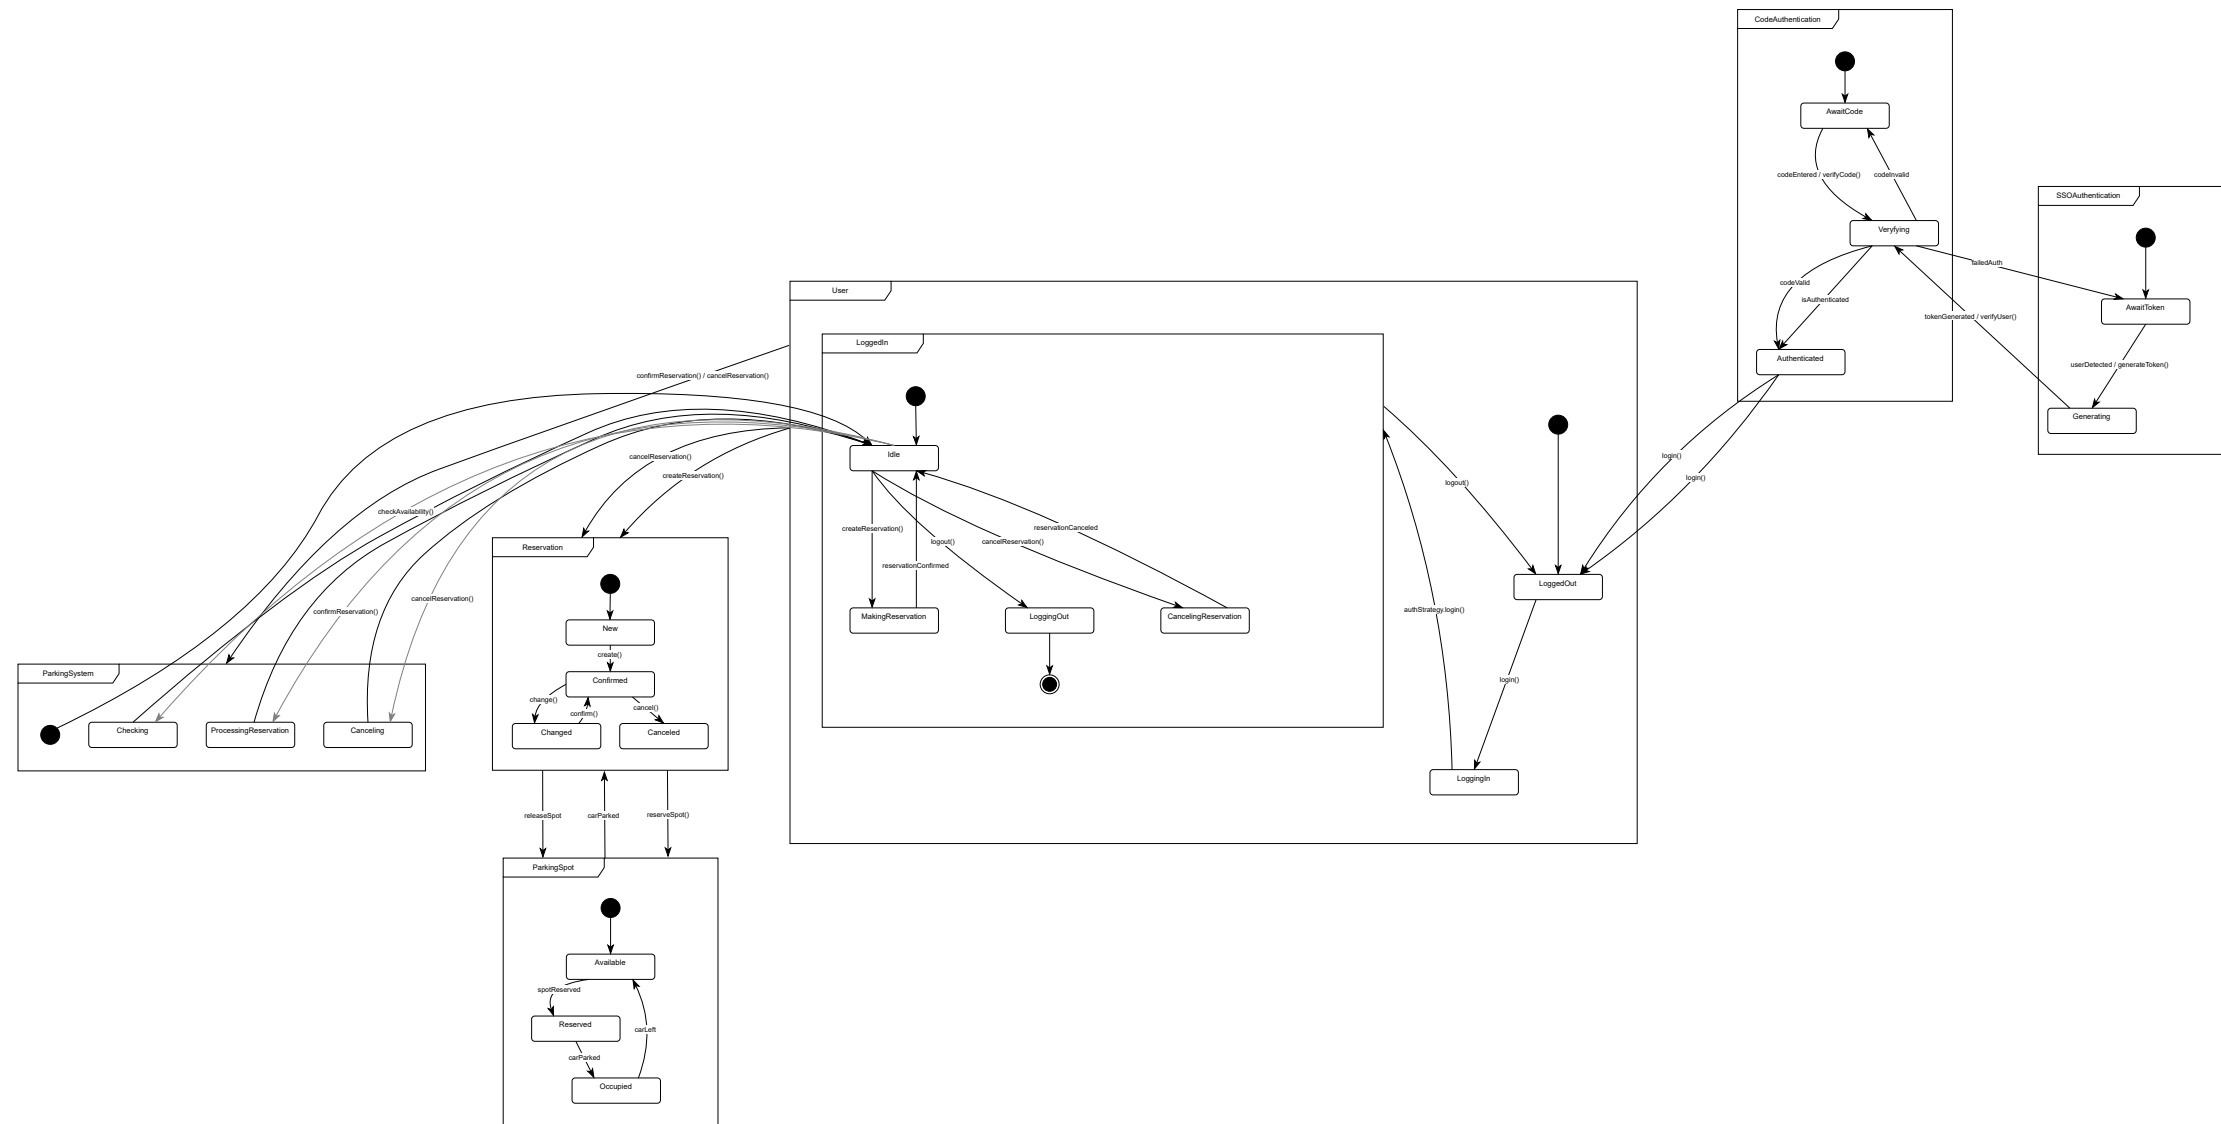 CodeAuthentication
AwaitCode
codeEntered / verifyCode()
codeInvalid
SSOAuthentication
Veryfying
failedAuth
codeValid
isAuthenticated
AwaitToken
tokenGenerated / verifyUser()
Authenticated
userDetected / generateToken()
Generating
User
LoggedIn
confirmReservation() / cancelReservation()
Idle
cancelReservation()
createReservation()
login()
login()
logout()
checkAvailability()
createReservation()
reservationCanceled
logout()
cancelReservation()
reservationConfirmed
Reservation
LoggedOut
cancelReservation()
confirmReservation()
authStrategy.login()
MakingReservation
LoggingOut
CancelingReservation
New
create()
ParkingSystem
Confirmed
login()
change()
confirm()
cancel()
Checking
ProcessingReservation
Canceling
Changed
Canceled
LoggingIn
releaseSpot
carParked
reserveSpot()
ParkingSpot
Available
spotReserved
Reserved
carLeft
carParked
Occupied